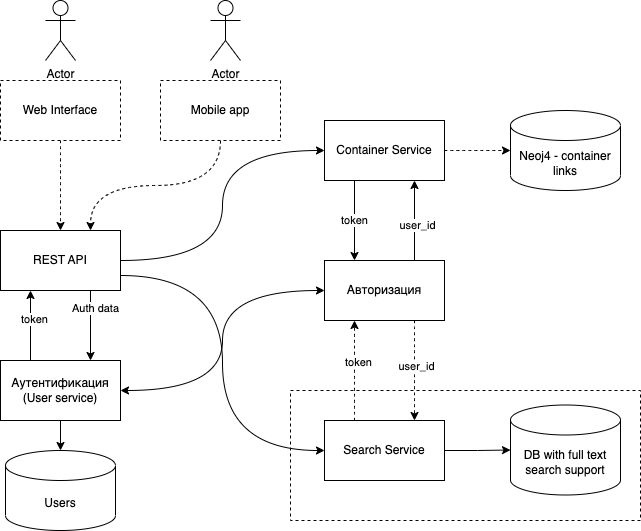 Actor
Actor
Web Interface
Mobile app
Container Service
Neoj4 - container
links
token
user_id
REST API
Авторизация
Auth data
token
token
user_id
Аутентификация
(User service)
Search Service
DB with full text
search support
Users